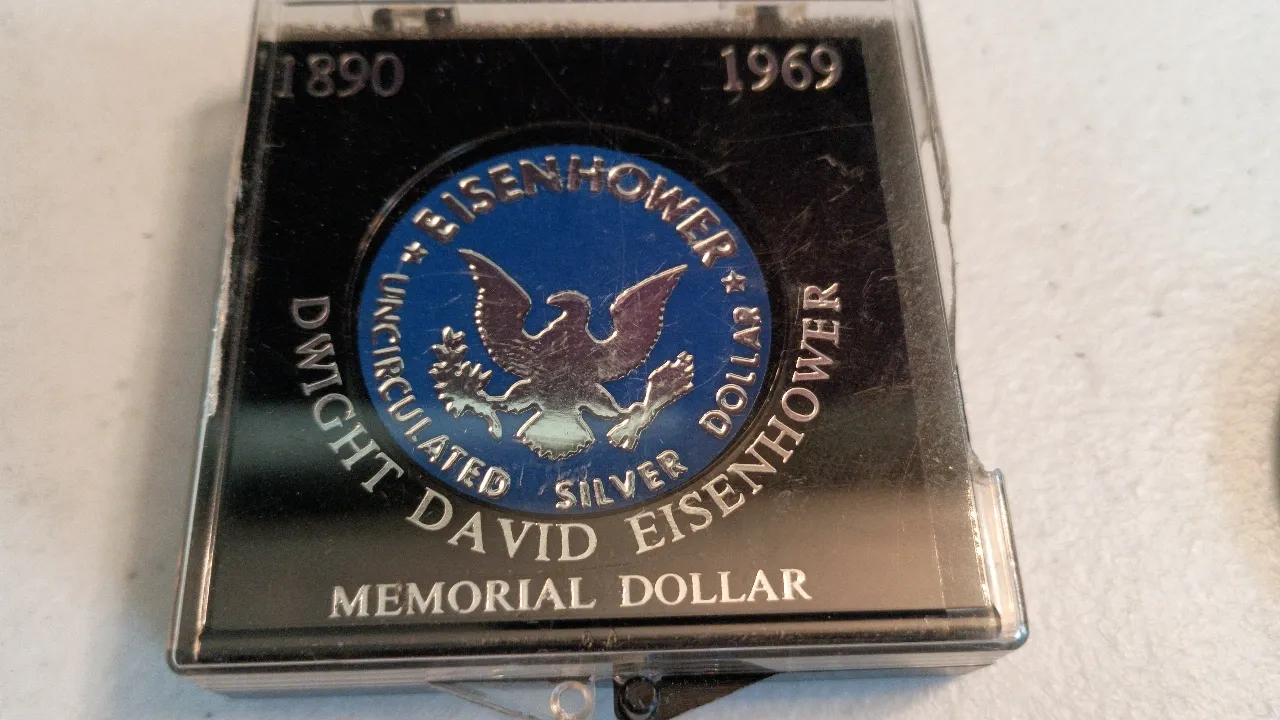 1890 1969
★ EISENHOWER ★
UNCIRCULATED SILVER DOLLAR
DWIGHT DAVID EISENHOWER
MEMORIAL DOLLAR